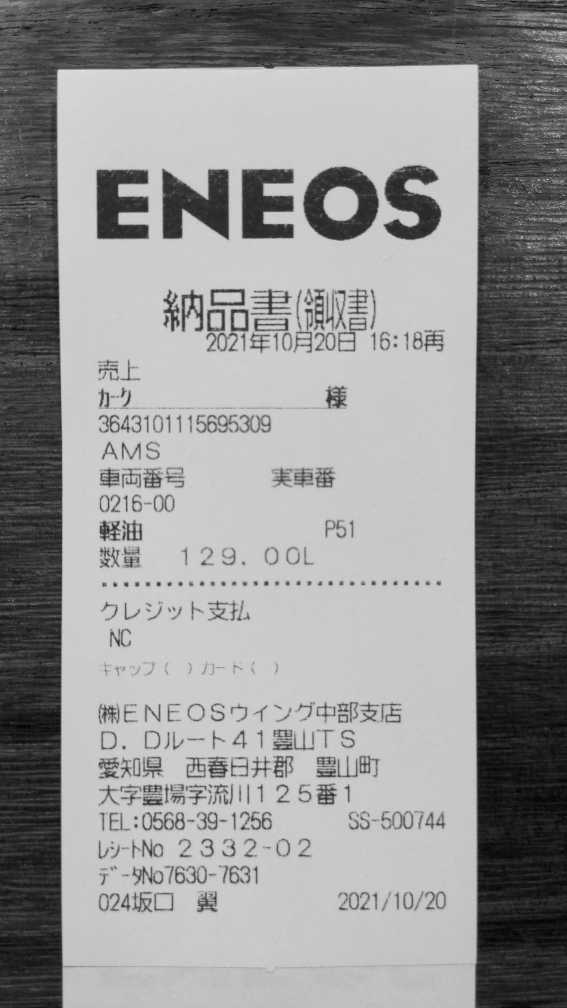 ENEOS
納品書(領収書)
2021年10月20日 16:18再
売上
ｶｰｸ 様
3643101115695309
ＡＭＳ
車両番号 実車番
0216-00
軽油 P51
数量 １２９．００L
クレジット支払
NC
キャップ（ ）カード（ ）
㈱ＥＮＥＯＳウイング中部支店
Ｄ．Ｄルート４１豊山ＴＳ
愛知県 西春日井郡 豊山町
大字豊場字流川１２５番１
TEL:0568-39-1256 SS-500744
ﾚｼｰﾄNo ２３３２-０２
ﾃﾞｰﾀNo7630-7631
024坂口 翼 2021/10/20